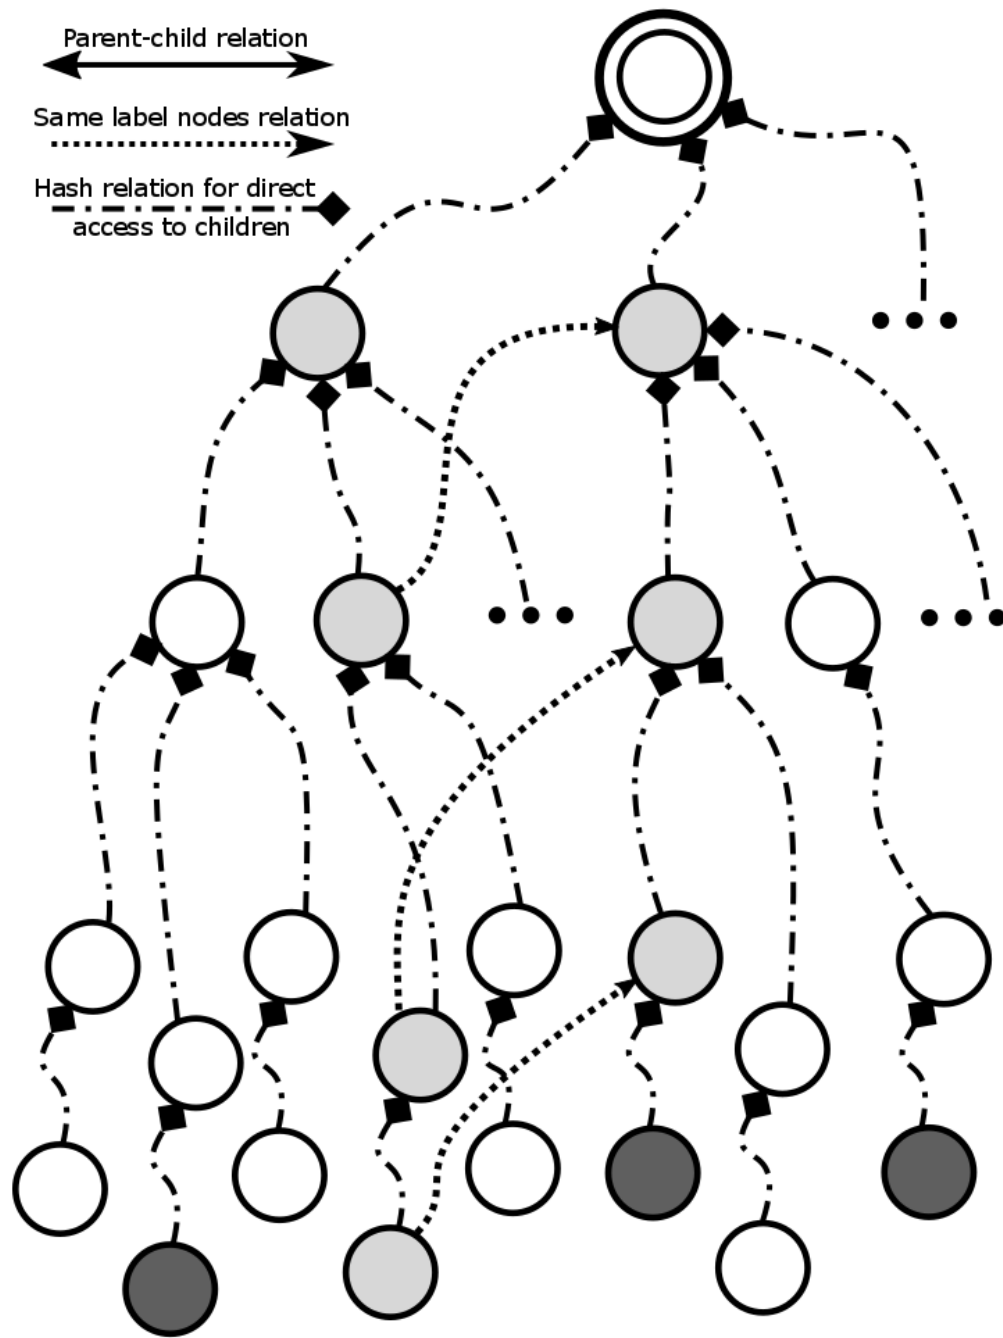 Parent-child relation
Same label nodes relation
Hash relation for direct
access to children